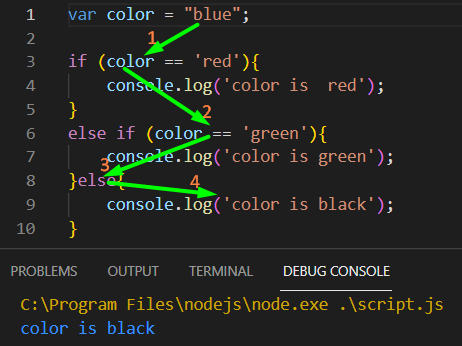 1 var color = "blue";
2
3 if (color == 'red'){
4 console.log('color is  red');
5 }
6 else if (color == 'green'){
7 console.log('color is green');
8 }else{
9 console.log('color is black');
10 }
1
2
3
4
PROBLEMS OUTPUT TERMINAL DEBUG CONSOLE
C:\Program Files\nodejs\node.exe .\script.js
color is black